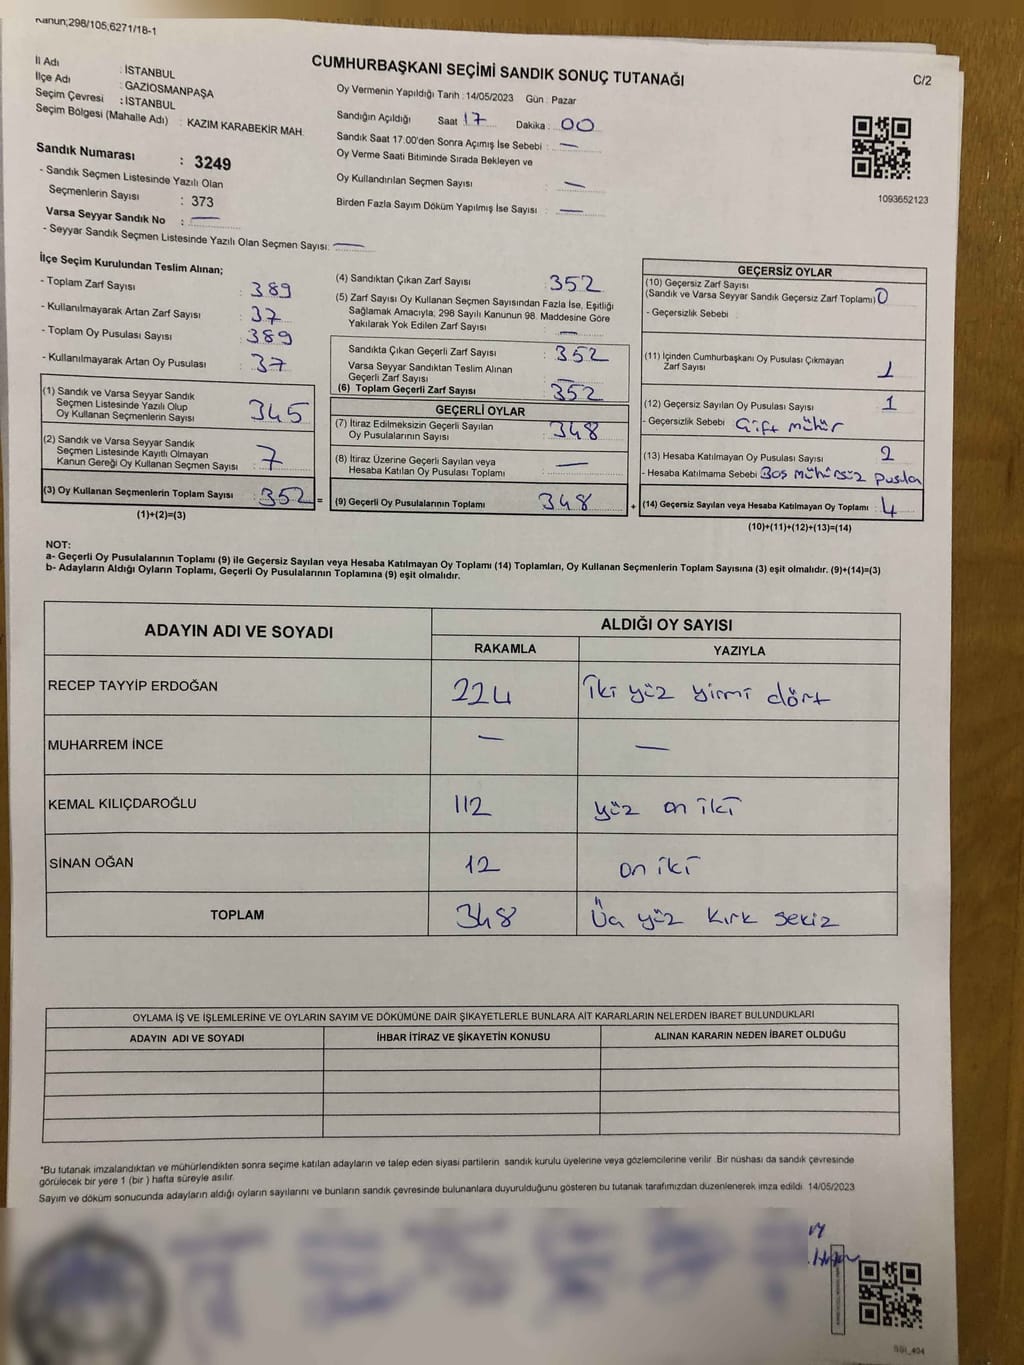 Kanun;298/105,6271/18-1
CUMHURBAŞKANI SEÇİMİ SANDIK SONUÇ TUTANAĞI
C/2
İl Adı : İSTANBUL
İlçe Adı : GAZİOSMANPAŞA
Seçim Çevresi : İSTANBUL
Seçim Bölgesi (Mahalle Adı) : KAZIM KARABEKİR MAH.
Sandık Numarası : 3249
- Sandık Seçmen Listesinde Yazılı Olan
Seçmenlerin Sayısı : 373
Varsa Seyyar Sandık No : —
- Seyyar Sandık Seçmen Listesinde Yazılı Olan Seçmen Sayısı: —
Oy Vermenin Yapıldığı Tarih : 14/05/2023 Gün : Pazar
Sandığın Açıldığı Saat 17 Dakika : 00
Sandık Saat 17.00'den Sonra Açımış İse Sebebi : —
Oy Verme Saati Bitiminde Sırada Bekleyen ve
Oy Kullandırılan Seçmen Sayısı : —
Birden Fazla Sayım Döküm Yapılmış İse Sayısı : —
1093652123
İlçe Seçim Kurulundan Teslim Alınan;
- Toplam Zarf Sayısı : 389
- Kullanılmayarak Artan Zarf Sayısı : 37
- Toplam Oy Pusulası Sayısı : 389
- Kullanılmayarak Artan Oy Pusulası : 37
(1) Sandık ve Varsa Seyyar Sandık
Seçmen Listesinde Yazılı Olup
Oy Kullanan Seçmenlerin Sayısı : 345
(2) Sandık ve Varsa Seyyar Sandık
Seçmen Listesinde Kayıtlı Olmayan
Kanun Gereği Oy Kullanan Seçmen Sayısı : 7
(3) Oy Kullanan Seçmenlerin Toplam Sayısı : 352 =
(1)+(2)=(3)
(4) Sandıktan Çıkan Zarf Sayısı : 352
(5) Zarf Sayısı Oy Kullanan Seçmen Sayısından Fazla İse, Eşitliği
Sağlamak Amacıyla, 298 Sayılı Kanunun 98. Maddesine Göre
Yakılarak Yok Edilen Zarf Sayısı : —
Sandıkta Çıkan Geçerli Zarf Sayısı : 352
Varsa Seyyar Sandıktan Teslim Alınan
Geçerli Zarf Sayısı : —
(6) Toplam Geçerli Zarf Sayısı : 352
GEÇERLİ OYLAR
(7) İtiraz Edilmeksizin Geçerli Sayılan
Oy Pusulalarının Sayısı : 348
(8) İtiraz Üzerine Geçerli Sayılan veya
Hesaba Katılan Oy Pusulası Toplamı : —
(9) Geçerli Oy Pusulalarının Toplamı : 348 +
GEÇERSİZ OYLAR
(10) Geçersiz Zarf Sayısı
(Sandık ve Varsa Seyyar Sandık Geçersiz Zarf Toplamı) 0
- Geçersizlik Sebebi :
(11) İçinden Cumhurbaşkanı Oy Pusulası Çıkmayan
Zarf Sayısı : 1
(12) Geçersiz Sayılan Oy Pusulası Sayısı : 1
- Geçersizlik Sebebi : Çift mühür
(13) Hesaba Katılmayan Oy Pusulası Sayısı : 2
- Hesaba Katılmama Sebebi Boş mühürsüz pusla
(14) Geçersiz Sayılan veya Hesaba Katılmayan Oy Toplamı : 4
(10)+(11)+(12)+(13)=(14)
NOT:
a- Geçerli Oy Pusulalarının Toplamı (9) ile Geçersiz Sayılan veya Hesaba Katılmayan Oy Toplamı (14) Toplamları, Oy Kullanan Seçmenlerin Toplam Sayısına (3) eşit olmalıdır. (9)+(14)=(3)
b- Adayların Aldığı Oyların Toplamı, Geçerli Oy Pusulalarının Toplamına (9) eşit olmalıdır.
ADAYIN ADI VE SOYADI
ALDIĞI OY SAYISI
RAKAMLA YAZIYLA
RECEP TAYYİP ERDOĞAN 224 İki yüz yirmi dört
MUHARREM İNCE — —
KEMAL KILIÇDAROĞLU 112 yüz on iki
SİNAN OĞAN 12 on iki
TOPLAM 348 Üç yüz kırk sekiz
OYLAMA İŞ VE İŞLEMLERİNE VE OYLARIN SAYIM VE DÖKÜMÜNE DAİR ŞİKAYETLERLE BUNLARA AİT KARARLARIN NELERDEN İBARET BULUNDUKLARI
ADAYIN ADI VE SOYADI İHBAR İTİRAZ VE ŞİKAYETİN KONUSU ALINAN KARARIN NEDEN İBARET OLDUĞU
*Bu tutanak imzalandıktan ve mühürlendikten sonra seçime katılan adayların ve talep eden siyasi partilerin sandık kurulu üyelerine veya gözlemcilerine verilir. Bir nüshası da sandık çevresinde
görülecek bir yere 1 (bir ) hafta süreyle asılır.
Sayım ve döküm sonucunda adayların aldığı oyların sayılarını ve bunların sandık çevresinde bulunanlara duyurulduğunu gösteren bu tutanak tarafımızdan düzenlenerek imza edildi. 14/05/2023